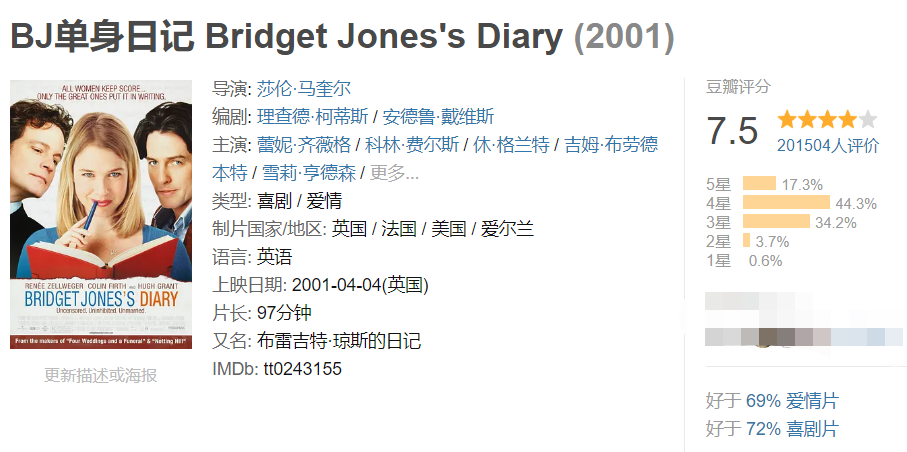 BJ单身日记 Bridget Jones's Diary (2001)
ALL WOMEN KEEP SCORE...
ONLY THE GREAT ONES PUT IT IN WRITING.
RENÉE ZELLWEGER COLIN FIRTH HUGH GRANT
BRIDGET JONES'S DIARY
Uncensored. Uninhibited. Unmarried.
From the makers of "Four Weddings and a Funeral" & "Notting Hill"
更新描述或海报
导演: 莎伦·马奎尔
编剧: 理查德·柯蒂斯 / 安德鲁·戴维斯
主演: 蕾妮·齐薇格 / 科林·费尔斯 / 休·格兰特 / 吉姆·布劳德
本特 / 雪莉·亨德森 / 更多...
类型: 喜剧 / 爱情
制片国家/地区: 英国 / 法国 / 美国 / 爱尔兰
语言: 英语
上映日期: 2001-04-04(英国)
片长: 97分钟
又名: 布雷吉特·琼斯的日记
IMDb: tt0243155
豆瓣评分
7.5
201504人评价
5星 17.3%
4星 44.3%
3星 34.2%
2星 3.7%
1星 0.6%
好于 69% 爱情片
好于 72% 喜剧片